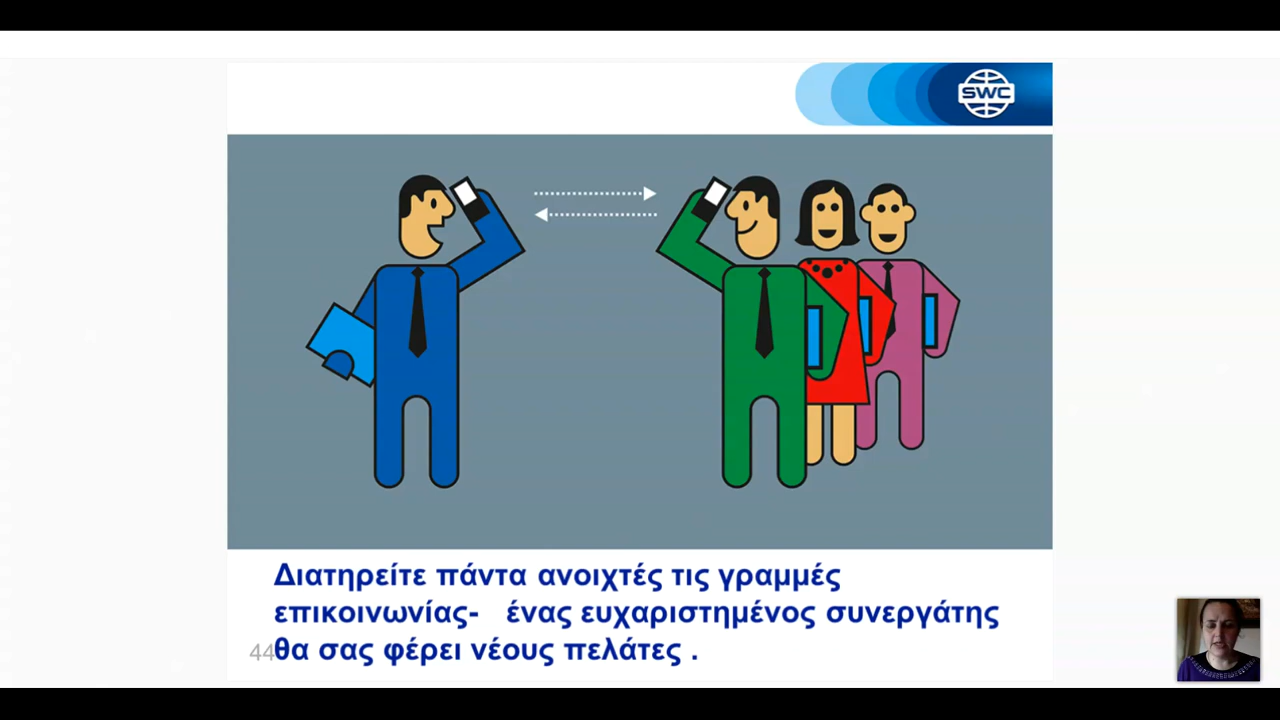 SWC
Διατηρείτε πάντα ανοιχτές τις γραμμές
επικοινωνίας- ένας ευχαριστημένος συνεργάτης
44 θα σας φέρει νέους πελάτες .